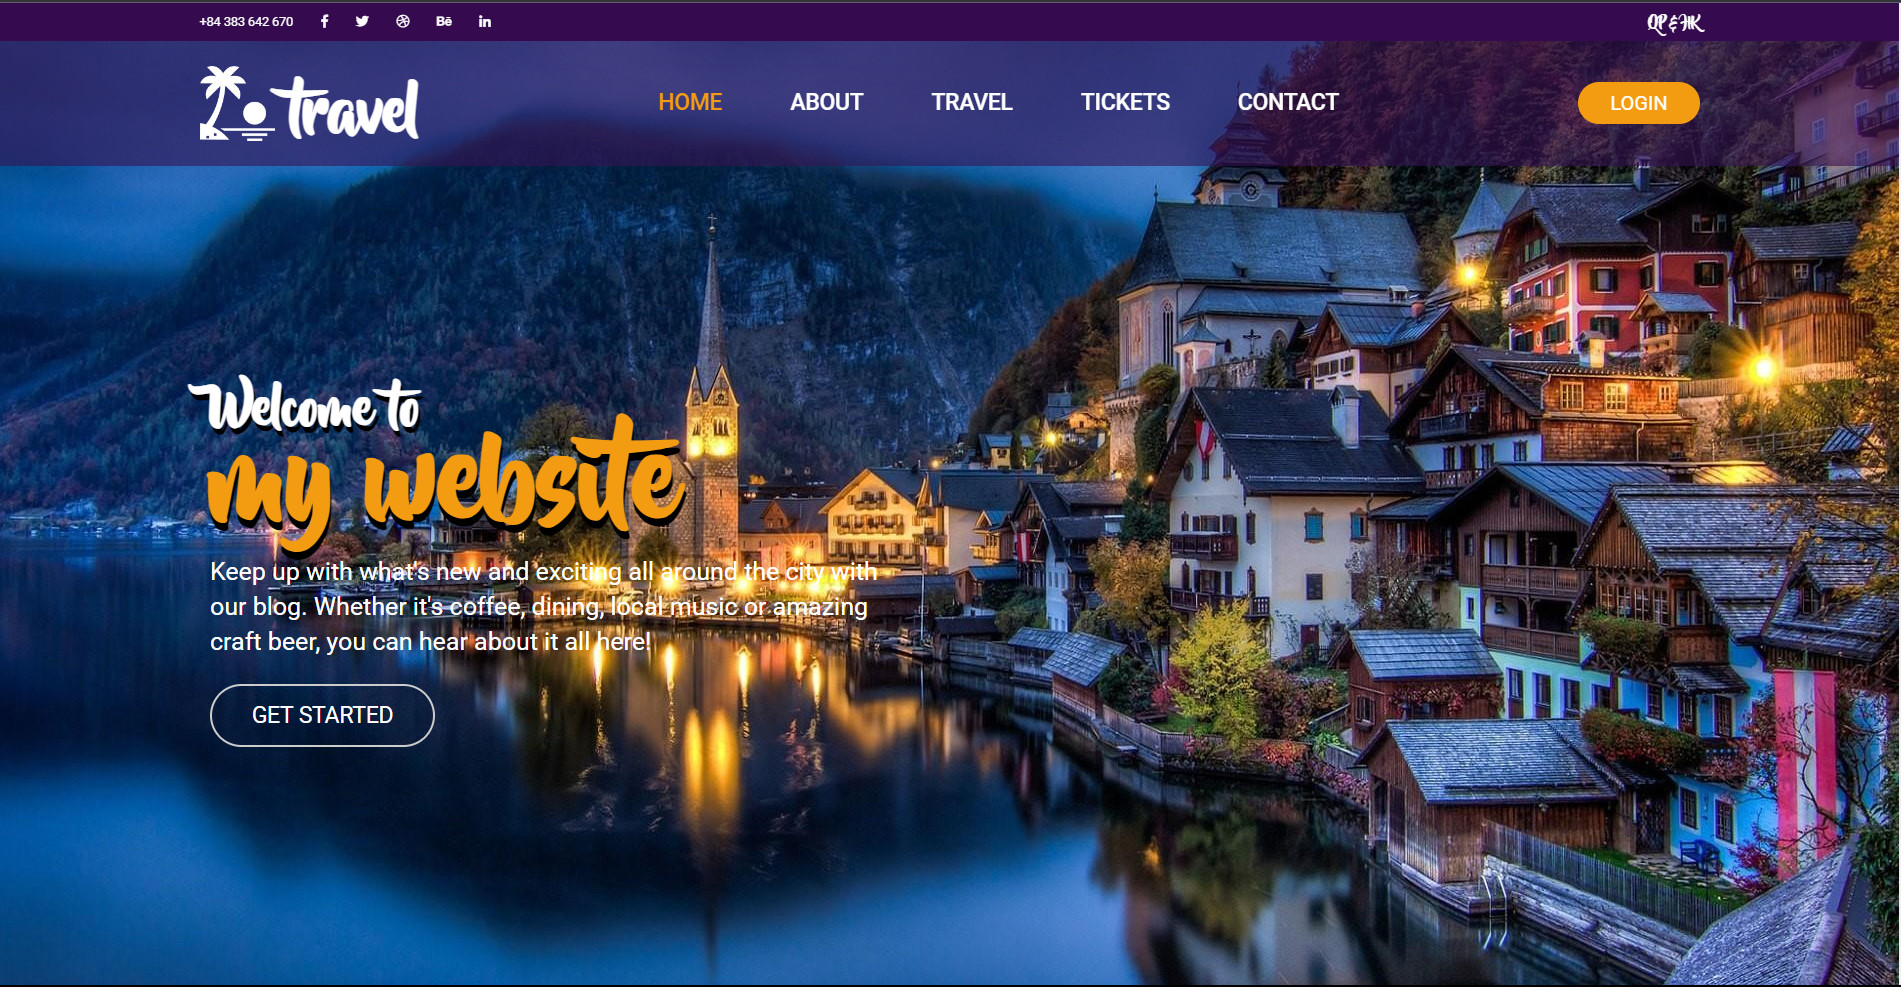 +84 383 642 670
Bē
in
QP & HK
travel
HOME ABOUT TRAVEL TICKETS CONTACT
LOGIN
Welcome to
my website
Keep up with what's new and exciting all around the city with
our blog. Whether it's coffee, dining, local music or amazing
craft beer, you can hear about it all here!
GET STARTED